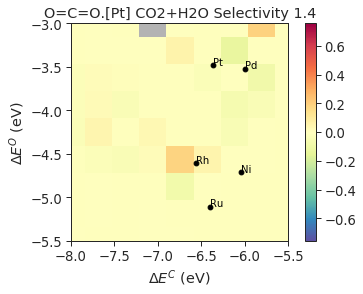 O=C=O.[Pt] CO2+H2O Selectivity 1.4
−3.0
−3.5
−4.0
−4.5
−5.0
−5.5
ΔE^O (eV)
Pt
Pd
Rh
Ni
Ru
−8.0 −7.5 −7.0 −6.5 −6.0 −5.5
ΔE^C (eV)
0.6
0.4
0.2
0.0
−0.2
−0.4
−0.6